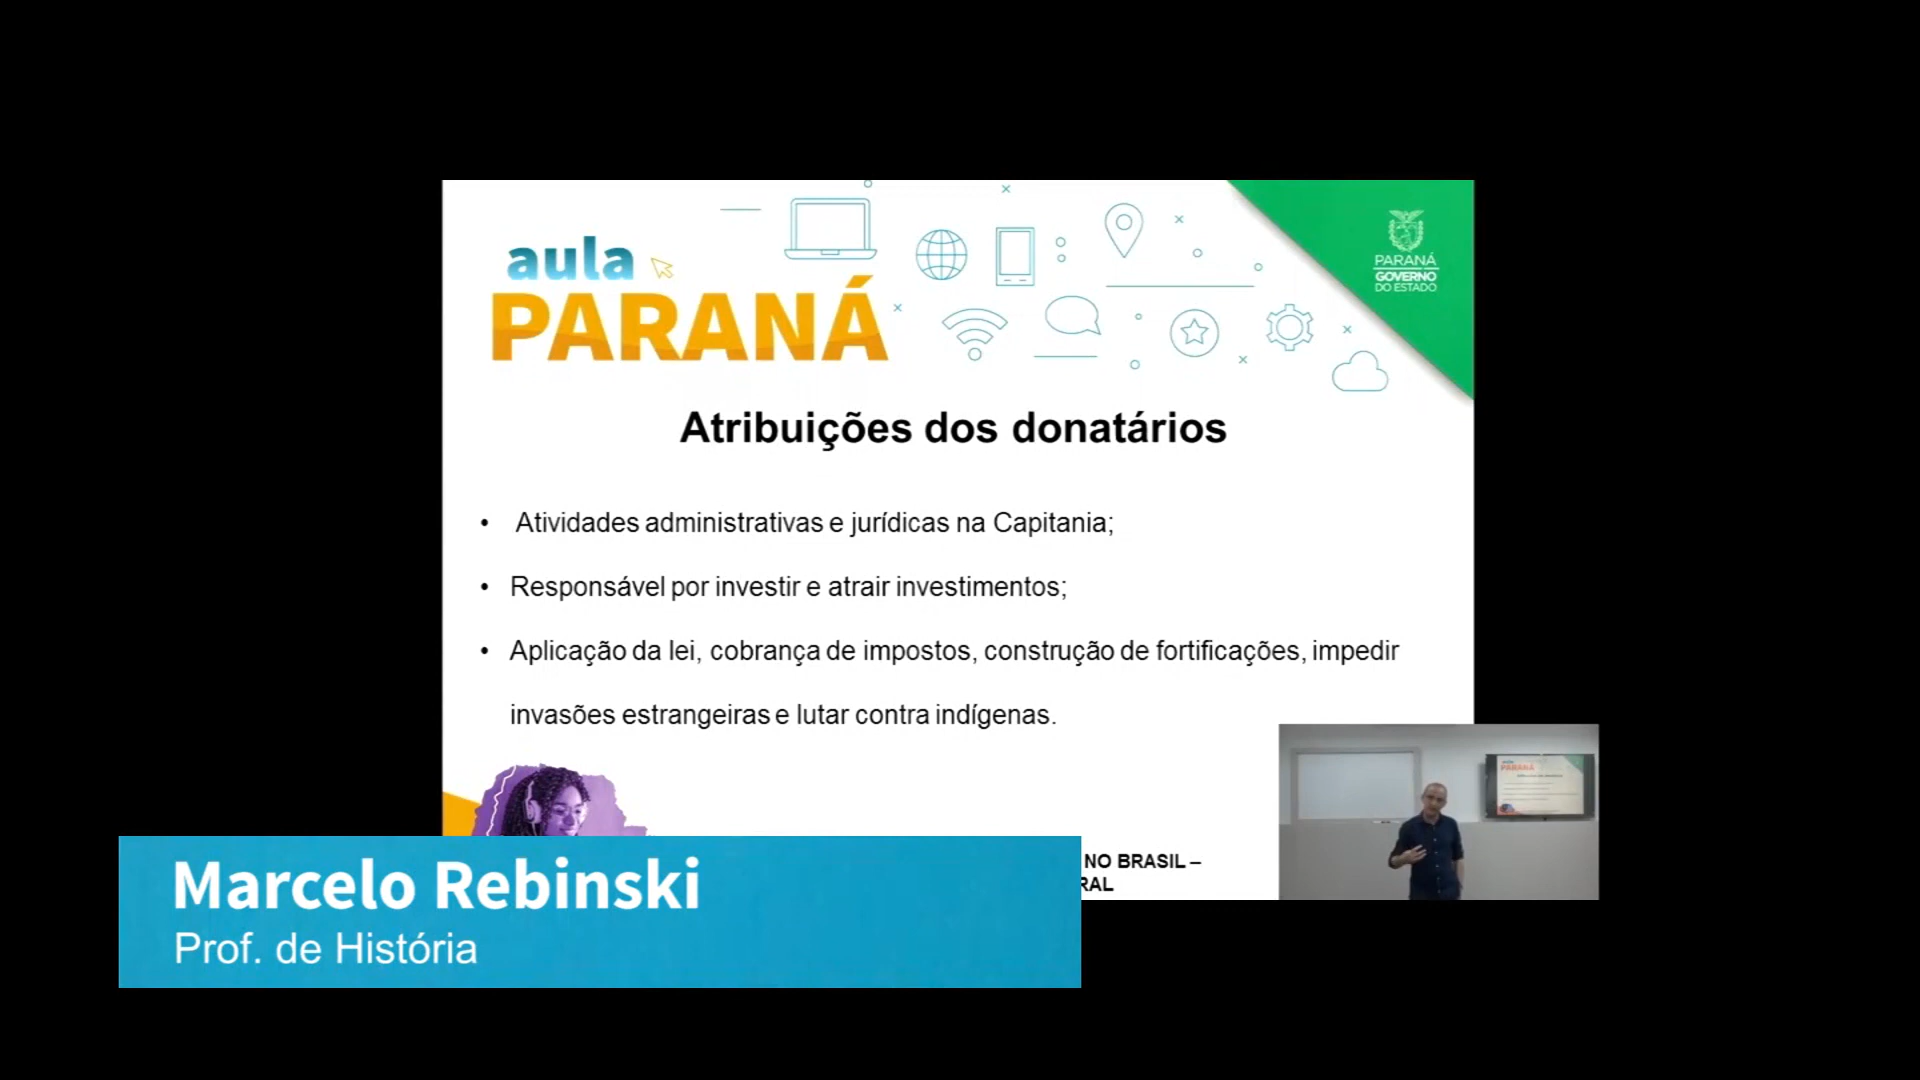 aula
PARANÁ
PARANÁ
GOVERNO
DO ESTADO
Atribuições dos donatários
• Atividades administrativas e jurídicas na Capitania;
• Responsável por investir e atrair investimentos;
• Aplicação da lei, cobrança de impostos, construção de fortificações, impedir
invasões estrangeiras e lutar contra indígenas.
PARANÁ
NO BRASIL –
RAL
Marcelo Rebinski
Prof. de História